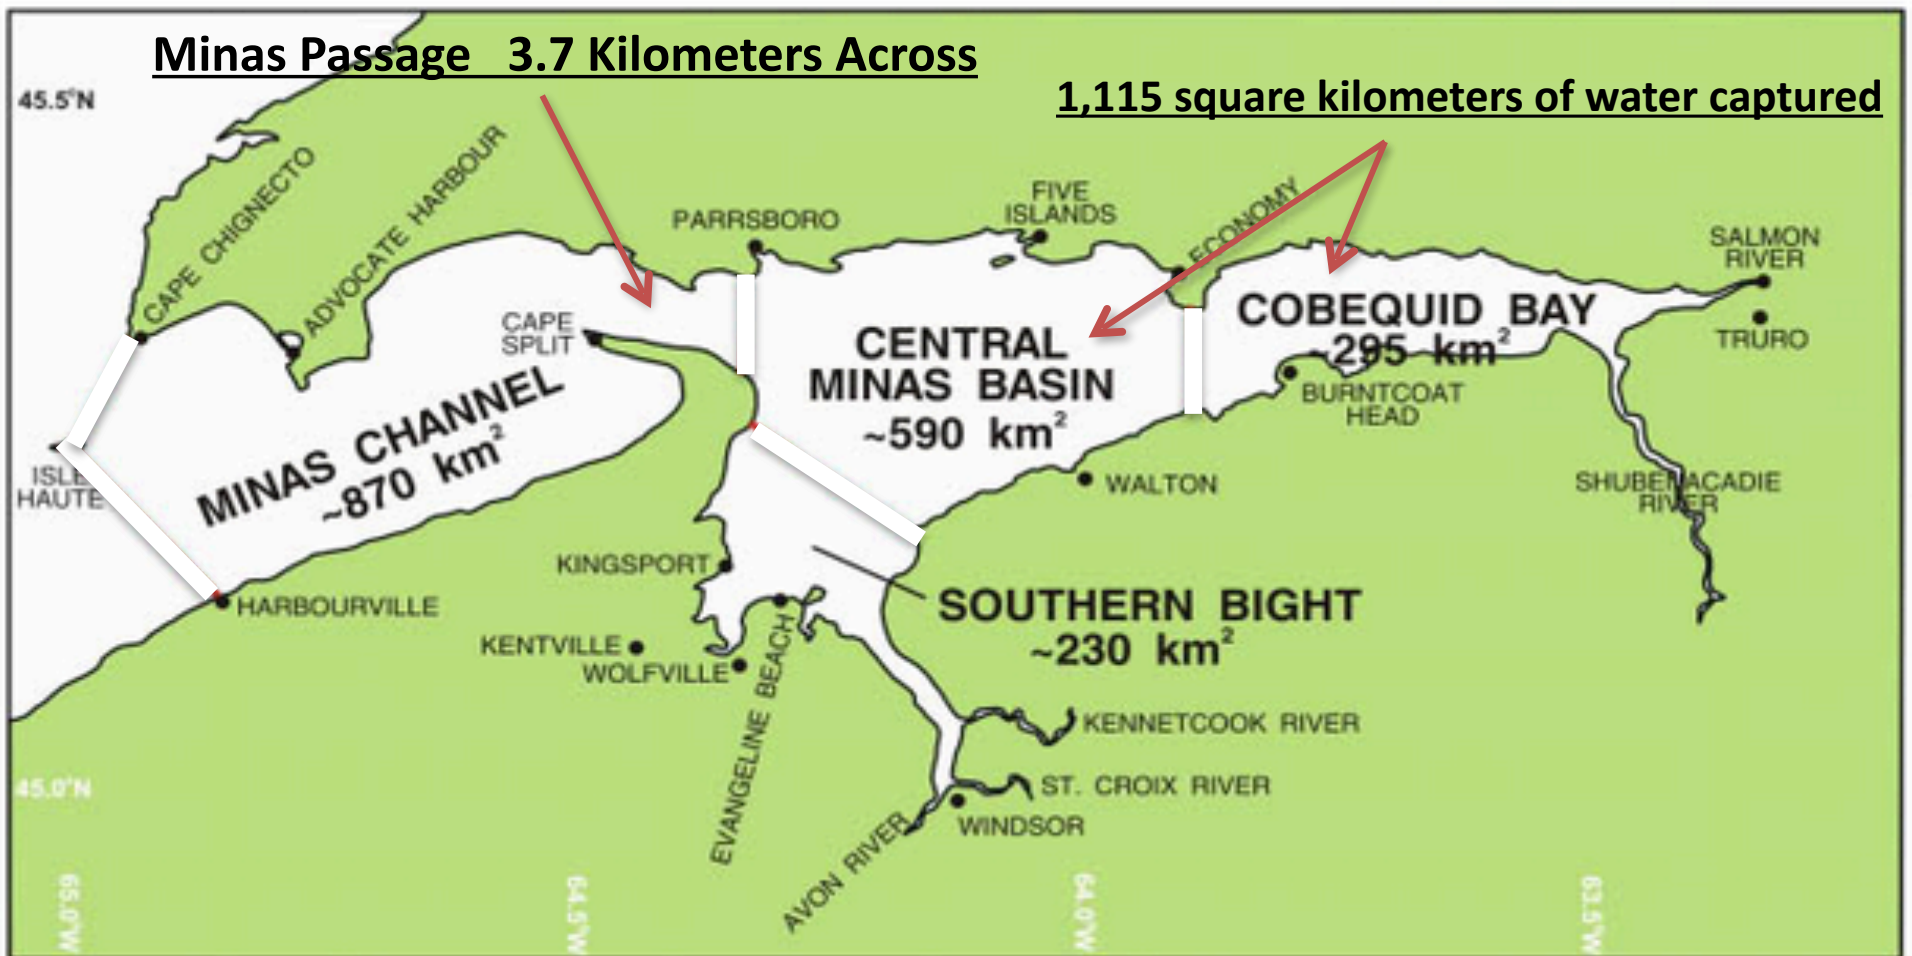 Minas Passage   3.7 Kilometers Across
1,115 square kilometers of water captured
45.5°N
CAPE CHIGNECTO
ADVOCATE HARBOUR
PARRSBORO
FIVE
ISLANDS
ECONOMY
SALMON
RIVER
TRURO
CAPE
SPLIT
CENTRAL
MINAS BASIN
~590 km²
COBEQUID BAY
~295 km²
BURNTCOAT
HEAD
MINAS CHANNEL
~870 km²
ISLE
HAUTE
WALTON
SHUBENACADIE
RIVER
KINGSPORT
HARBOURVILLE
SOUTHERN BIGHT
~230 km²
KENTVILLE
WOLFVILLE
EVANGELINE BEACH
KENNETCOOK RIVER
ST. CROIX RIVER
45.0°N
WINDSOR
AVON RIVER
65.0°W
64.5°W
64.0°W
63.5°W